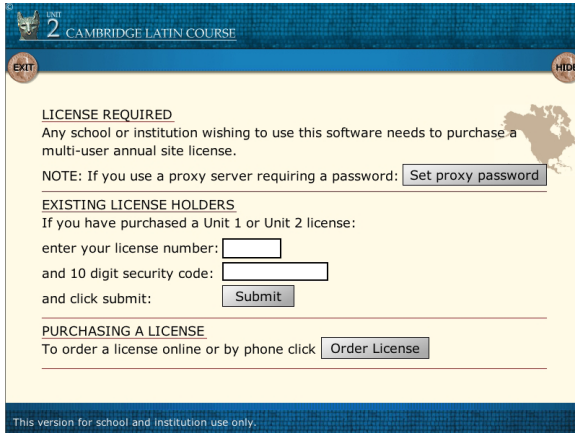 UNIT
2 CAMBRIDGE LATIN COURSE
EXIT
HIDE
LICENSE REQUIRED
Any school or institution wishing to use this software needs to purchase a
multi-user annual site license.
NOTE: If you use a proxy server requiring a password: Set proxy password
EXISTING LICENSE HOLDERS
If you have purchased a Unit 1 or Unit 2 license:
enter your license number:
and 10 digit security code:
and click submit: Submit
PURCHASING A LICENSE
To order a license online or by phone click Order License
This version for school and institution use only.